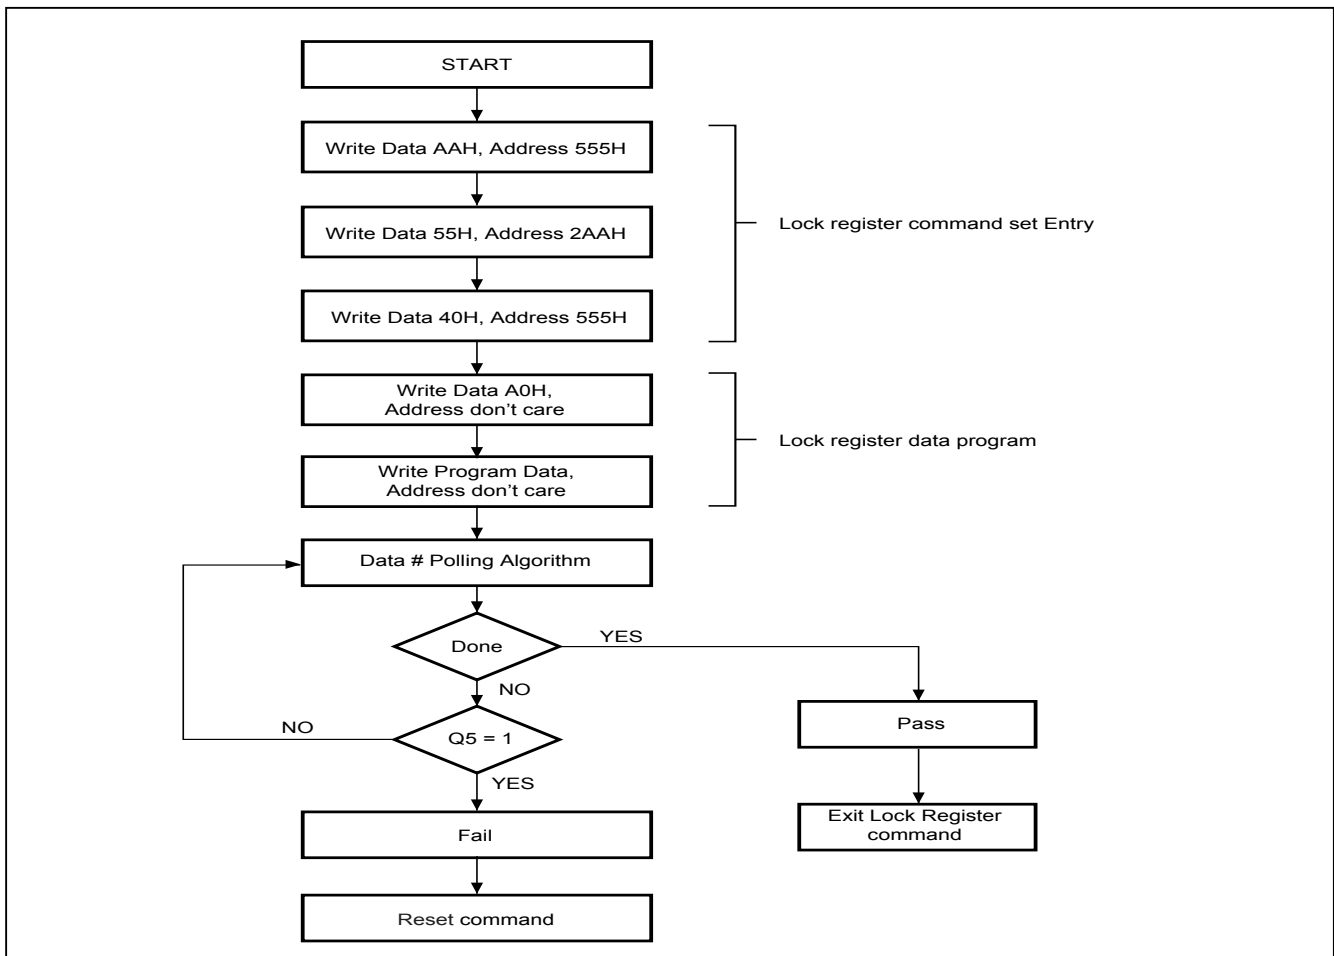 START
Write Data AAH, Address 555H
Write Data 55H, Address 2AAH
Lock register command set Entry
Write Data 40H, Address 555H
Write Data A0H,
Address don't care
Lock register data program
Write Program Data,
Address don't care
Data # Polling Algorithm
Done
YES
NO
Q5 = 1
NO
YES
Pass
Fail
Exit Lock Register
command
Reset command